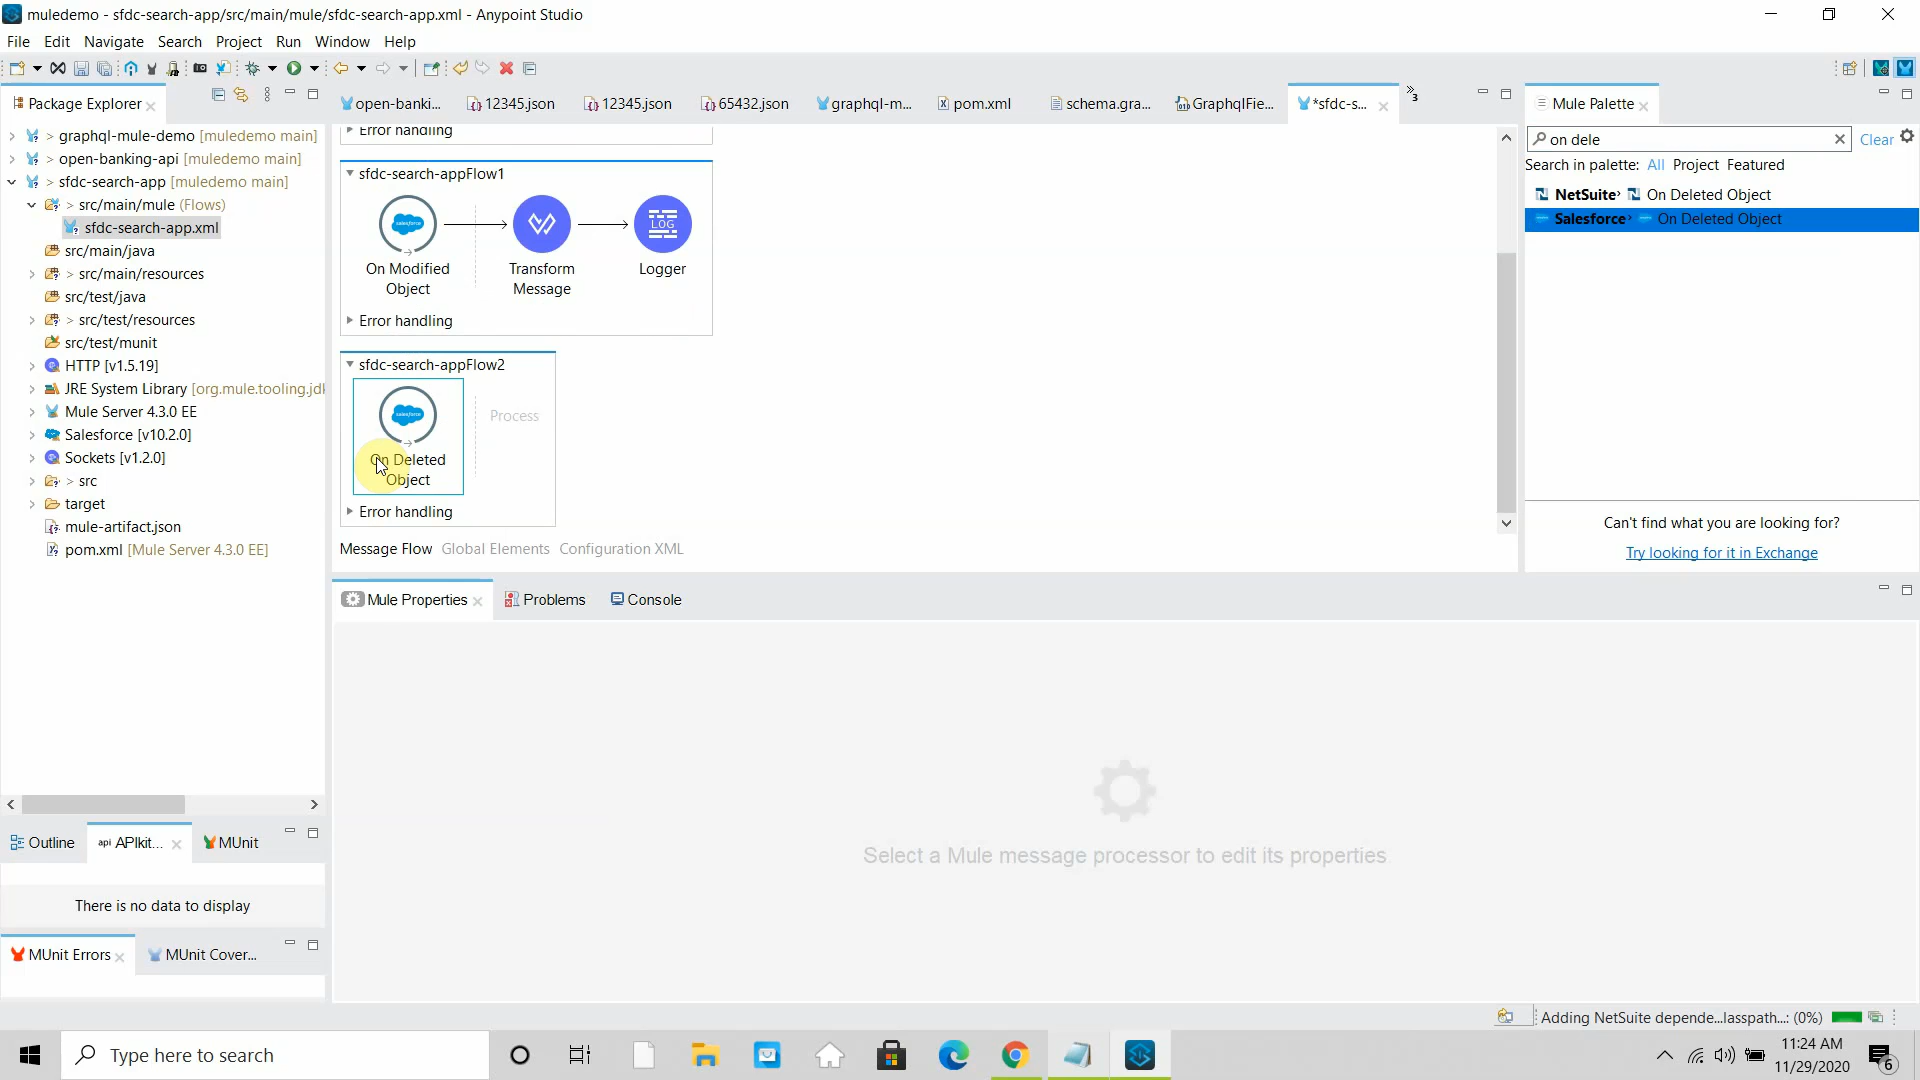 muledemo - sfdc-search-app/src/main/mule/sfdc-search-app.xml - Anypoint Studio
File Edit Navigate Search Project Run Window Help
Package Explorer
open-banki... 12345.json 12345.json 65432.json graphql-m... pom.xml schema.gra... GraphqlFie... *sfdc-s... »3
Mule Palette
> graphql-mule-demo [muledemo main]
> open-banking-api [muledemo main]
> sfdc-search-app [muledemo main]
> src/main/mule (Flows)
sfdc-search-app.xml
src/main/java
> src/main/resources
src/test/java
> src/test/resources
src/test/munit
HTTP [v1.5.19]
JRE System Library [org.mule.tooling.jdl
Mule Server 4.3.0 EE
Salesforce [v10.2.0]
Sockets [v1.2.0]
> src
target
mule-artifact.json
pom.xml [Mule Server 4.3.0 EE]
Error handling
sfdc-search-appFlow1
salesforce
LOG
On Modified Object
Transform Message
Logger
Error handling
sfdc-search-appFlow2
salesforce
Process
On Deleted Object
Error handling
Message Flow Global Elements Configuration XML
on dele
Clear
Search in palette: All Project Featured
NetSuite› On Deleted Object
Salesforce› On Deleted Object
Can't find what you are looking for?
Try looking for it in Exchange
Mule Properties Problems Console
Select a Mule message processor to edit its properties
Outline api APIkit... MUnit
There is no data to display
MUnit Errors MUnit Cover...
Adding NetSuite depende...lasspath...: (0%)
Type here to search
11:24 AM
11/29/2020
6